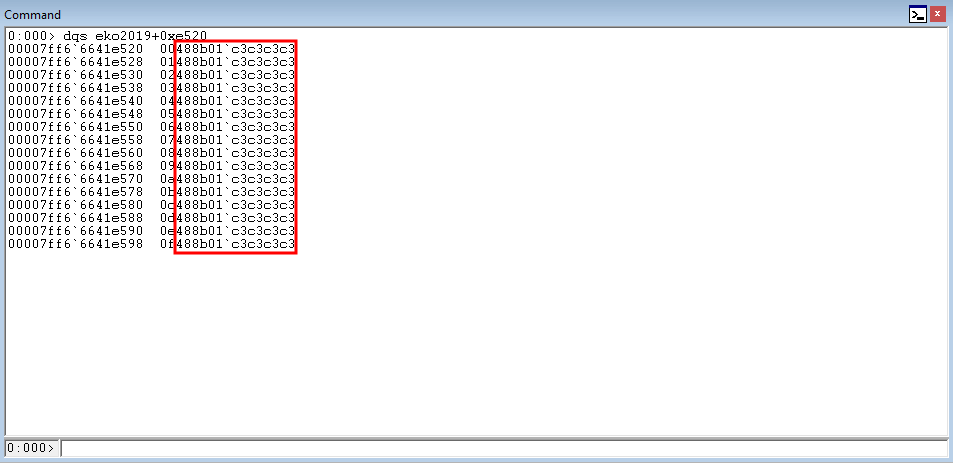 Command
0:000> dqs eko2019+0xe520
00007ff6`6641e520  00488b01`c3c3c3c3
00007ff6`6641e528  01488b01`c3c3c3c3
00007ff6`6641e530  02488b01`c3c3c3c3
00007ff6`6641e538  03488b01`c3c3c3c3
00007ff6`6641e540  04488b01`c3c3c3c3
00007ff6`6641e548  05488b01`c3c3c3c3
00007ff6`6641e550  06488b01`c3c3c3c3
00007ff6`6641e558  07488b01`c3c3c3c3
00007ff6`6641e560  08488b01`c3c3c3c3
00007ff6`6641e568  09488b01`c3c3c3c3
00007ff6`6641e570  0a488b01`c3c3c3c3
00007ff6`6641e578  0b488b01`c3c3c3c3
00007ff6`6641e580  0c488b01`c3c3c3c3
00007ff6`6641e588  0d488b01`c3c3c3c3
00007ff6`6641e590  0e488b01`c3c3c3c3
00007ff6`6641e598  0f488b01`c3c3c3c3
0:000>